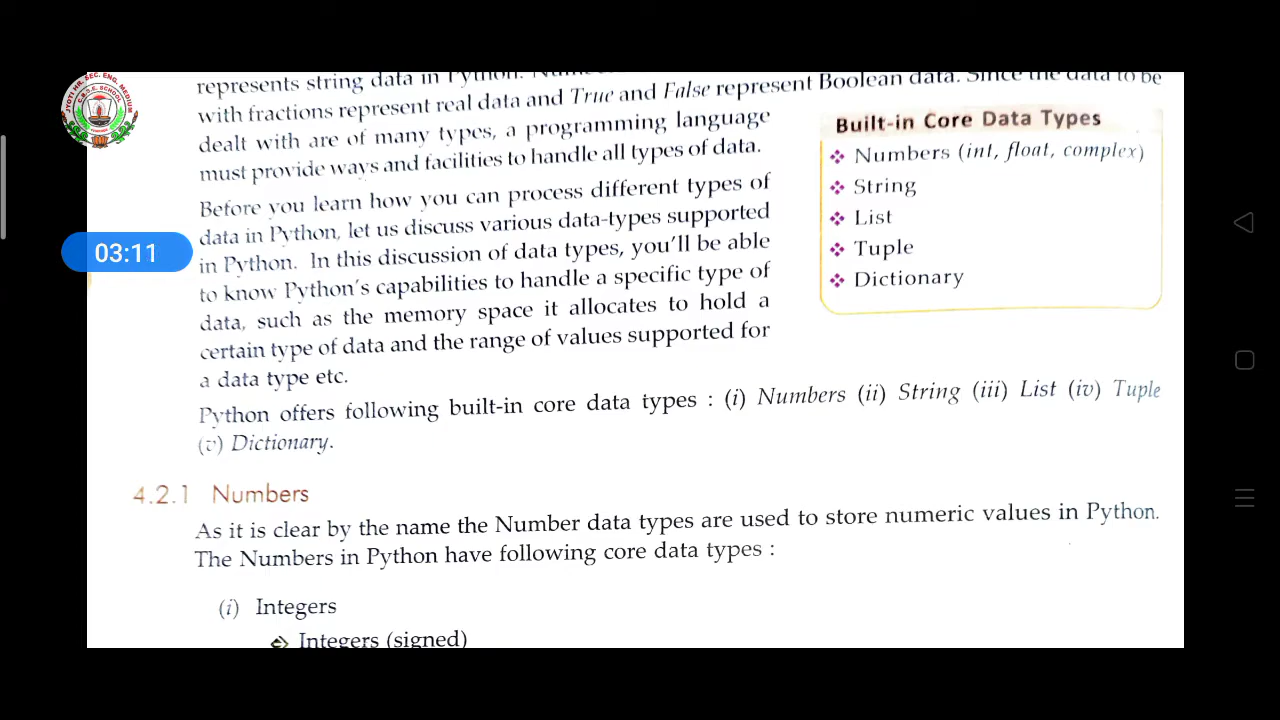 represents string data in Python.
with fractions represent real data and True and False represent Boolean data. Since the data to be
dealt with are of many types, a programming language
must provide ways and facilities to handle all types of data.
Before you learn how you can process different types of
data in Python, let us discuss various data-types supported
in Python. In this discussion of data types, you'll be able
to know Python's capabilities to handle a specific type of
data, such as the memory space it allocates to hold a
certain type of data and the range of values supported for
a data type etc.
Built-in Core Data Types
❖ Numbers (int, float, complex)
❖ String
❖ List
❖ Tuple
❖ Dictionary
Python offers following built-in core data types : (i) Numbers (ii) String (iii) List (iv) Tuple
(v) Dictionary.
4.2.1 Numbers
As it is clear by the name the Number data types are used to store numeric values in Python.
The Numbers in Python have following core data types :
(i) Integers
Integers (signed)
03:11
JYOTI HR. SEC. ENG. MEDIUM
C.B.S.E. SCHOOL